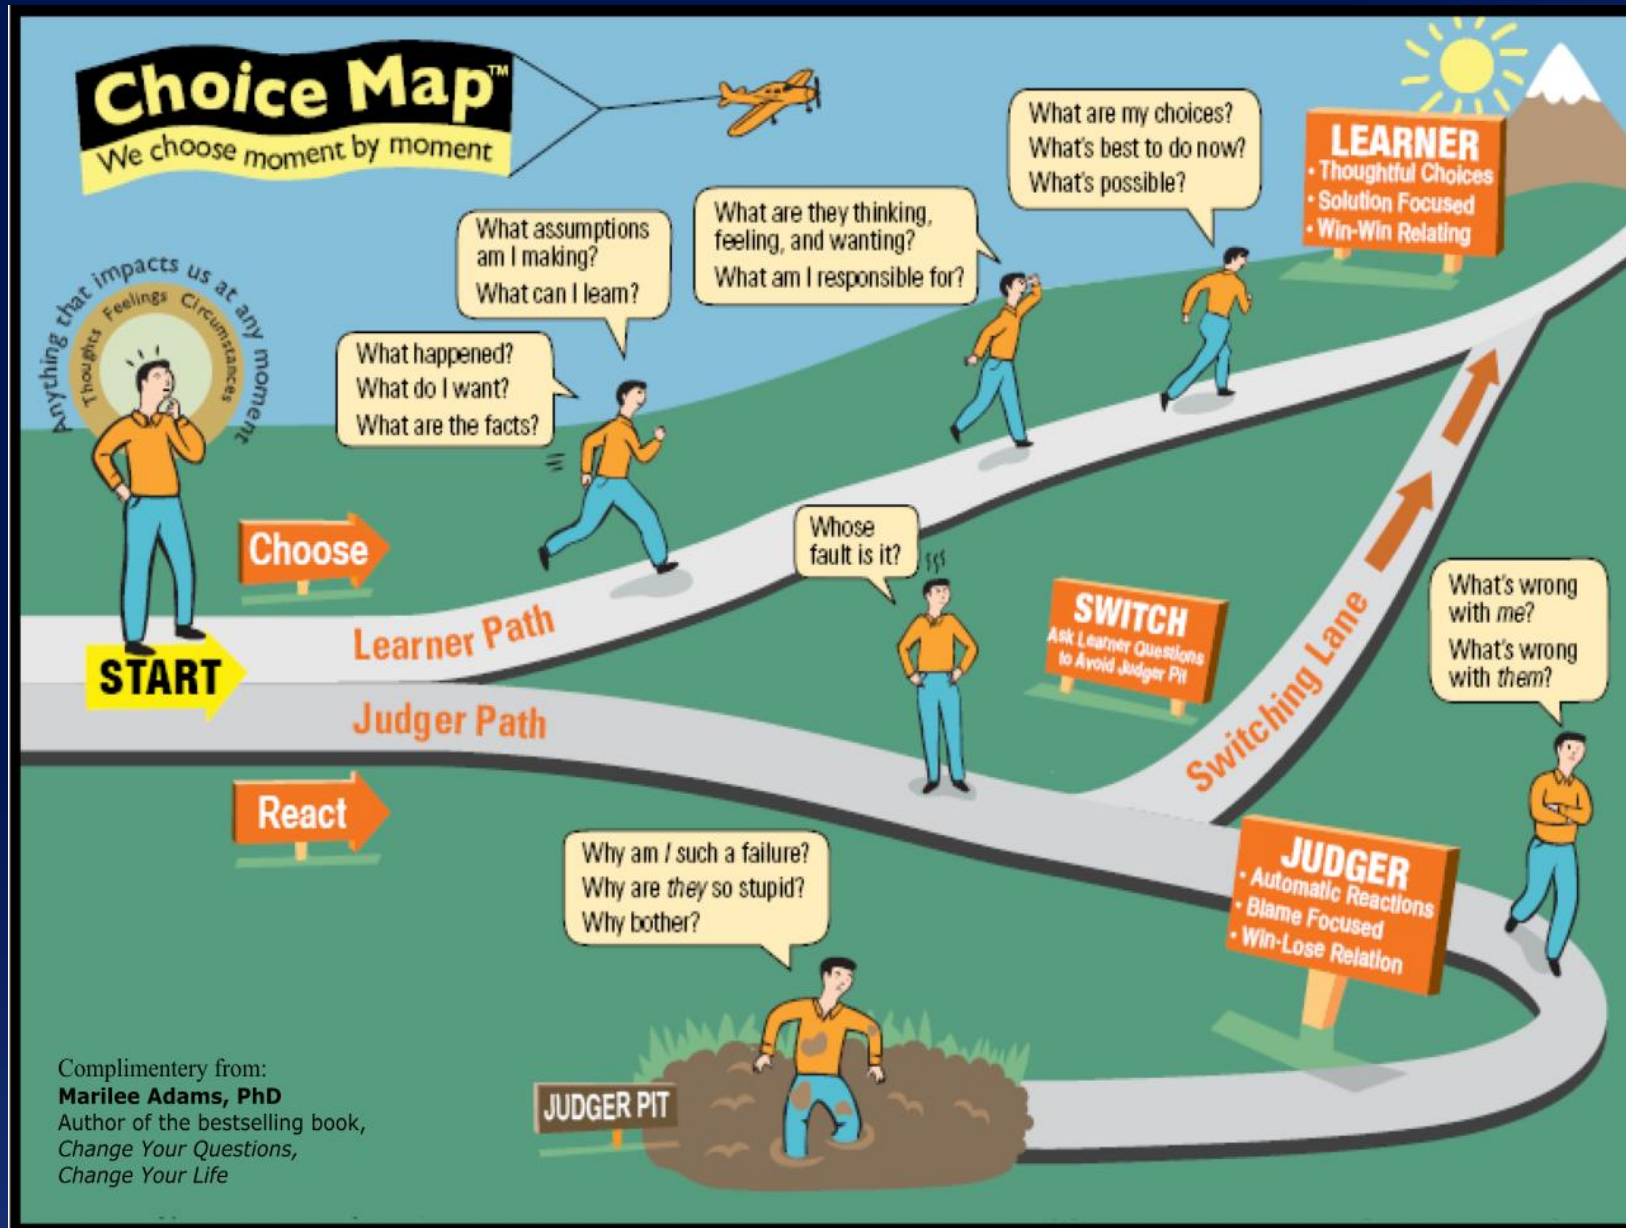 Choice Map™
We choose moment by moment
Anything that impacts us at any moment
Thoughts Feelings Circumstances
What happened?
What do I want?
What are the facts?
What assumptions
am I making?
What can I learn?
What are they thinking,
feeling, and wanting?
What am I responsible for?
What are my choices?
What's best to do now?
What's possible?
LEARNER
• Thoughtful Choices
• Solution Focused
• Win-Win Relating
Choose
START
Learner Path
Judger Path
React
Whose
fault is it?
SWITCH
Ask Learner Questions
to Avoid Judger Pit
Switching Lane
What's wrong
with me?
What's wrong
with them?
JUDGER
• Automatic Reactions
• Blame Focused
• Win-Lose Relation
Why am I such a failure?
Why are they so stupid?
Why bother?
JUDGER PIT
Complimentery from:
Marilee Adams, PhD
Author of the bestselling book,
Change Your Questions,
Change Your Life